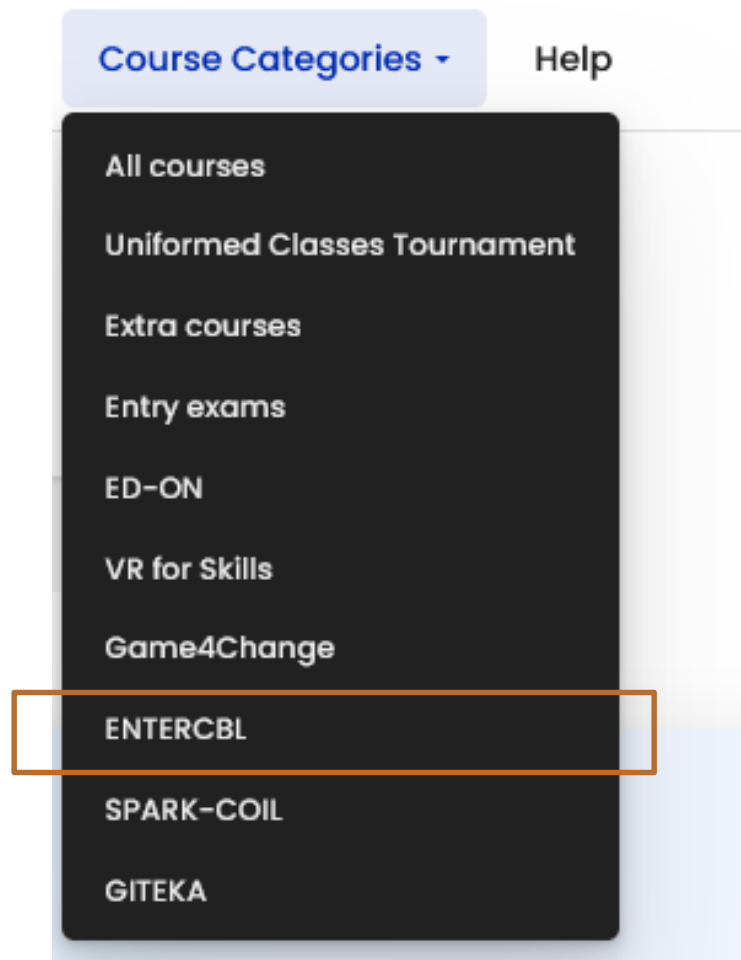 Course Categories Help
All courses
Uniformed Classes Tournament
Extra courses
Entry exams
ED-ON
VR for Skills
Game4Change
ENTERCBL
SPARK-COIL
GITEKA